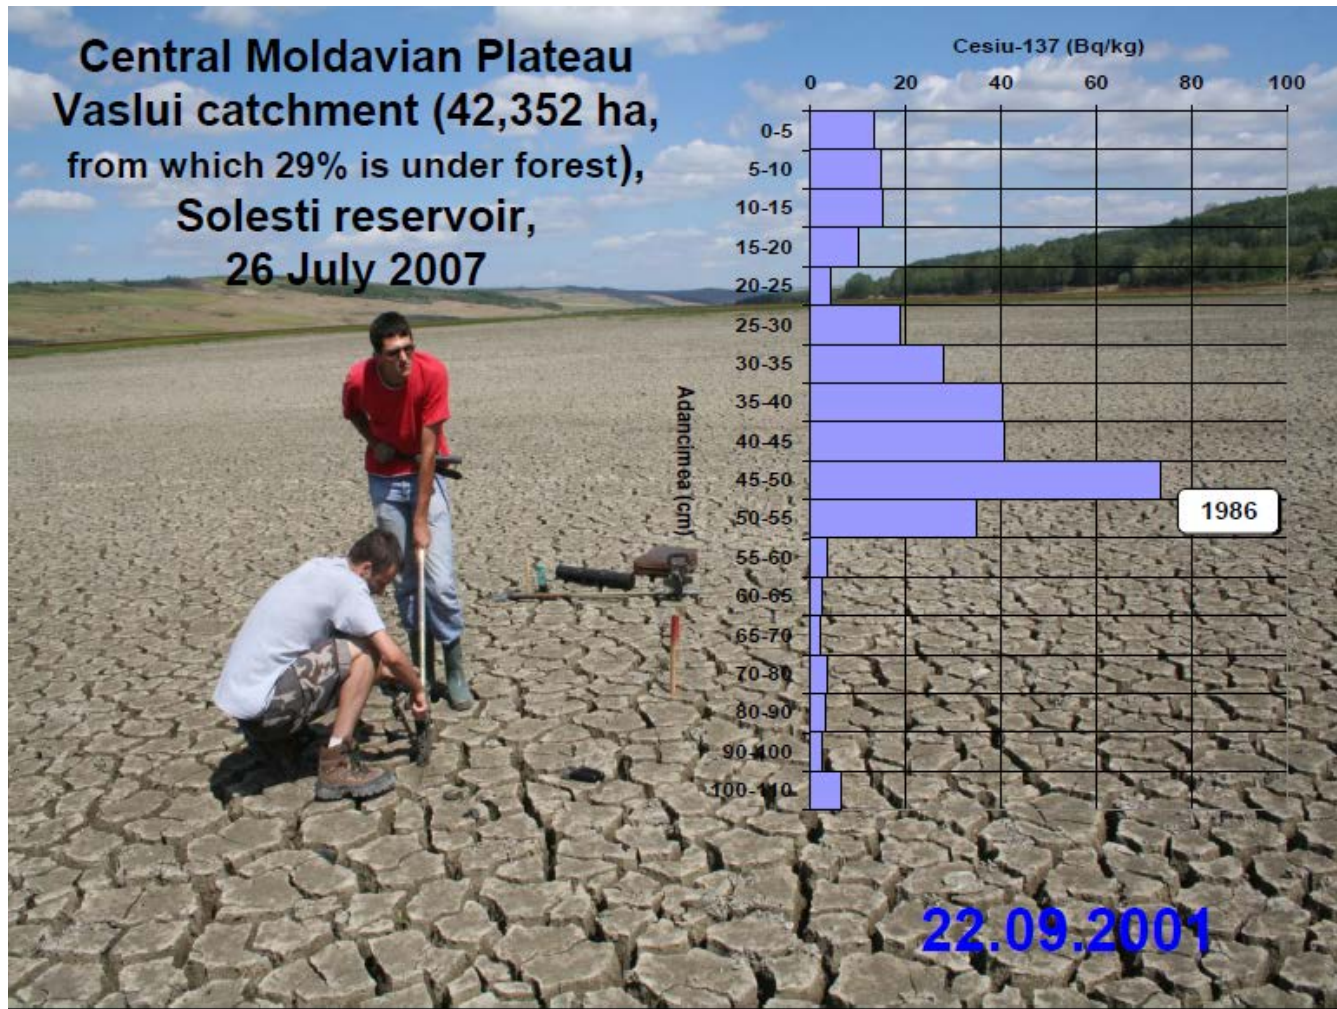 Central Moldavian Plateau
Vaslui catchment (42,352 ha,
from which 29% is under forest),
Solesti reservoir,
26 July 2007
Cesiu-137 (Bq/kg)
0 20 40 60 80 100
Adancimea (cm)
0-5
5-10
10-15
15-20
20-25
25-30
30-35
35-40
40-45
45-50
50-55
55-60
60-65
65-70
70-80
80-90
90-100
100-110
1986
22.09.2001